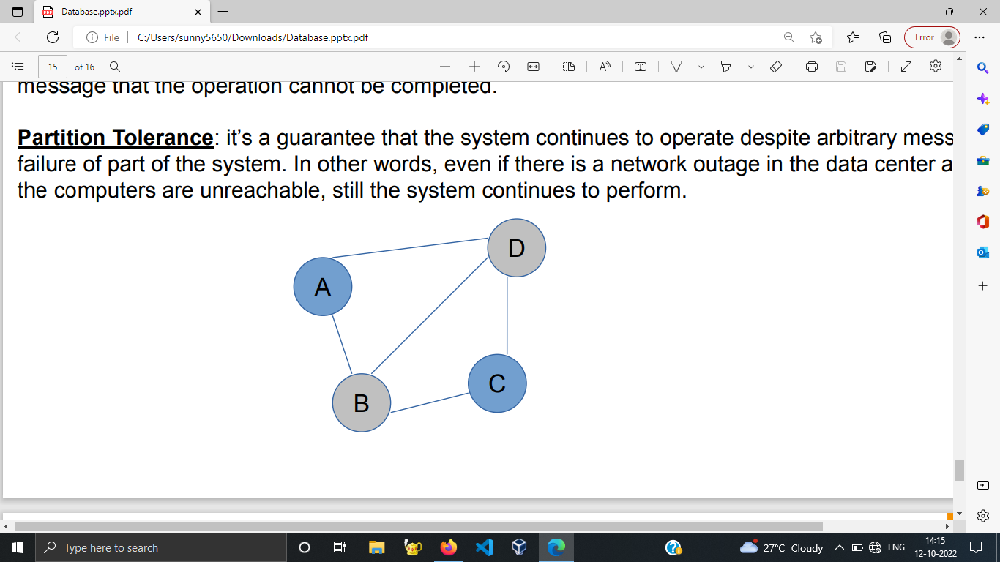 Database.pptx.pdf
File
C:/Users/sunny5650/Downloads/Database.pptx.pdf
Error
15 of 16
message that the operation cannot be completed.
Partition Tolerance: it’s a guarantee that the system continues to operate despite arbitrary mess
failure of part of the system. In other words, even if there is a network outage in the data center a
the computers are unreachable, still the system continues to perform.
D
A
C
B
Type here to search
27°C Cloudy
ENG
14:15
12-10-2022